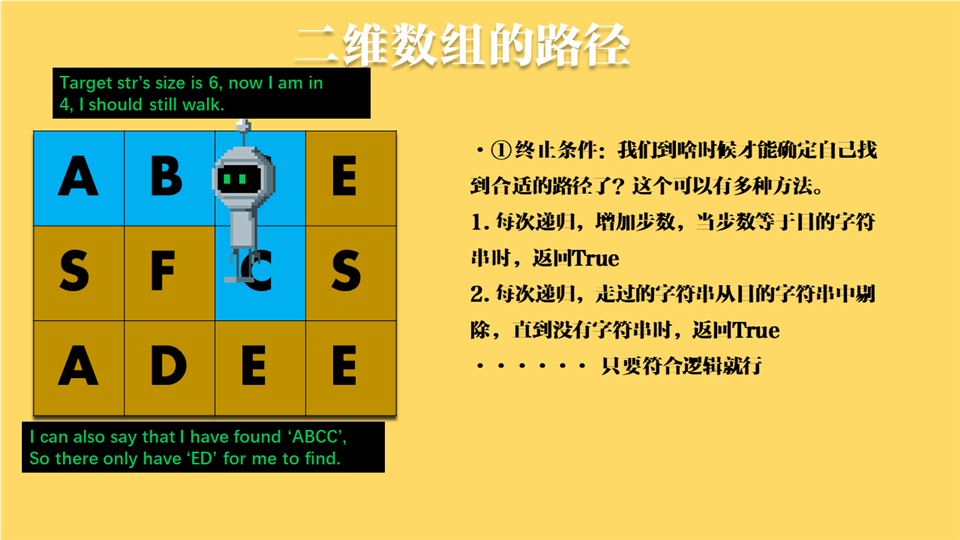 二维数组的路径
Target str's size is 6, now I am in
4, I should still walk.
A B E
S F C S
A D E E
I can also say that I have found ‘ABCC’,
So there only have ‘ED’ for me to find.
·①终止条件：我们到啥时候才能确定自己找
到合适的路径了？这个可以有多种方法。
1. 每次递归，增加步数，当步数等于目的字符
串时，返回True
2. 每次递归，走过的字符串从目的字符串中剔
除，直到没有字符串时，返回True
······ 只要符合逻辑就行